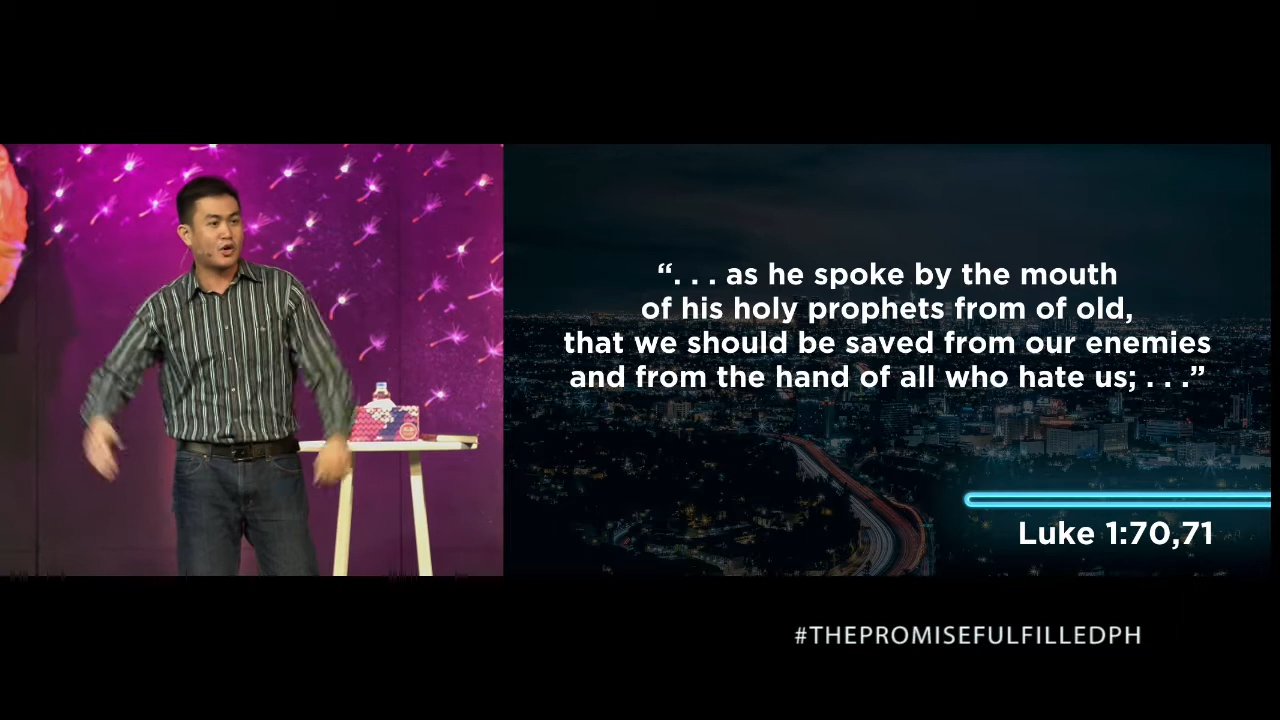 “. . . as he spoke by the mouth
of his holy prophets from of old,
that we should be saved from our enemies
and from the hand of all who hate us; . . .”
Luke 1:70,71
#THEPROMISEFULFILLEDPH